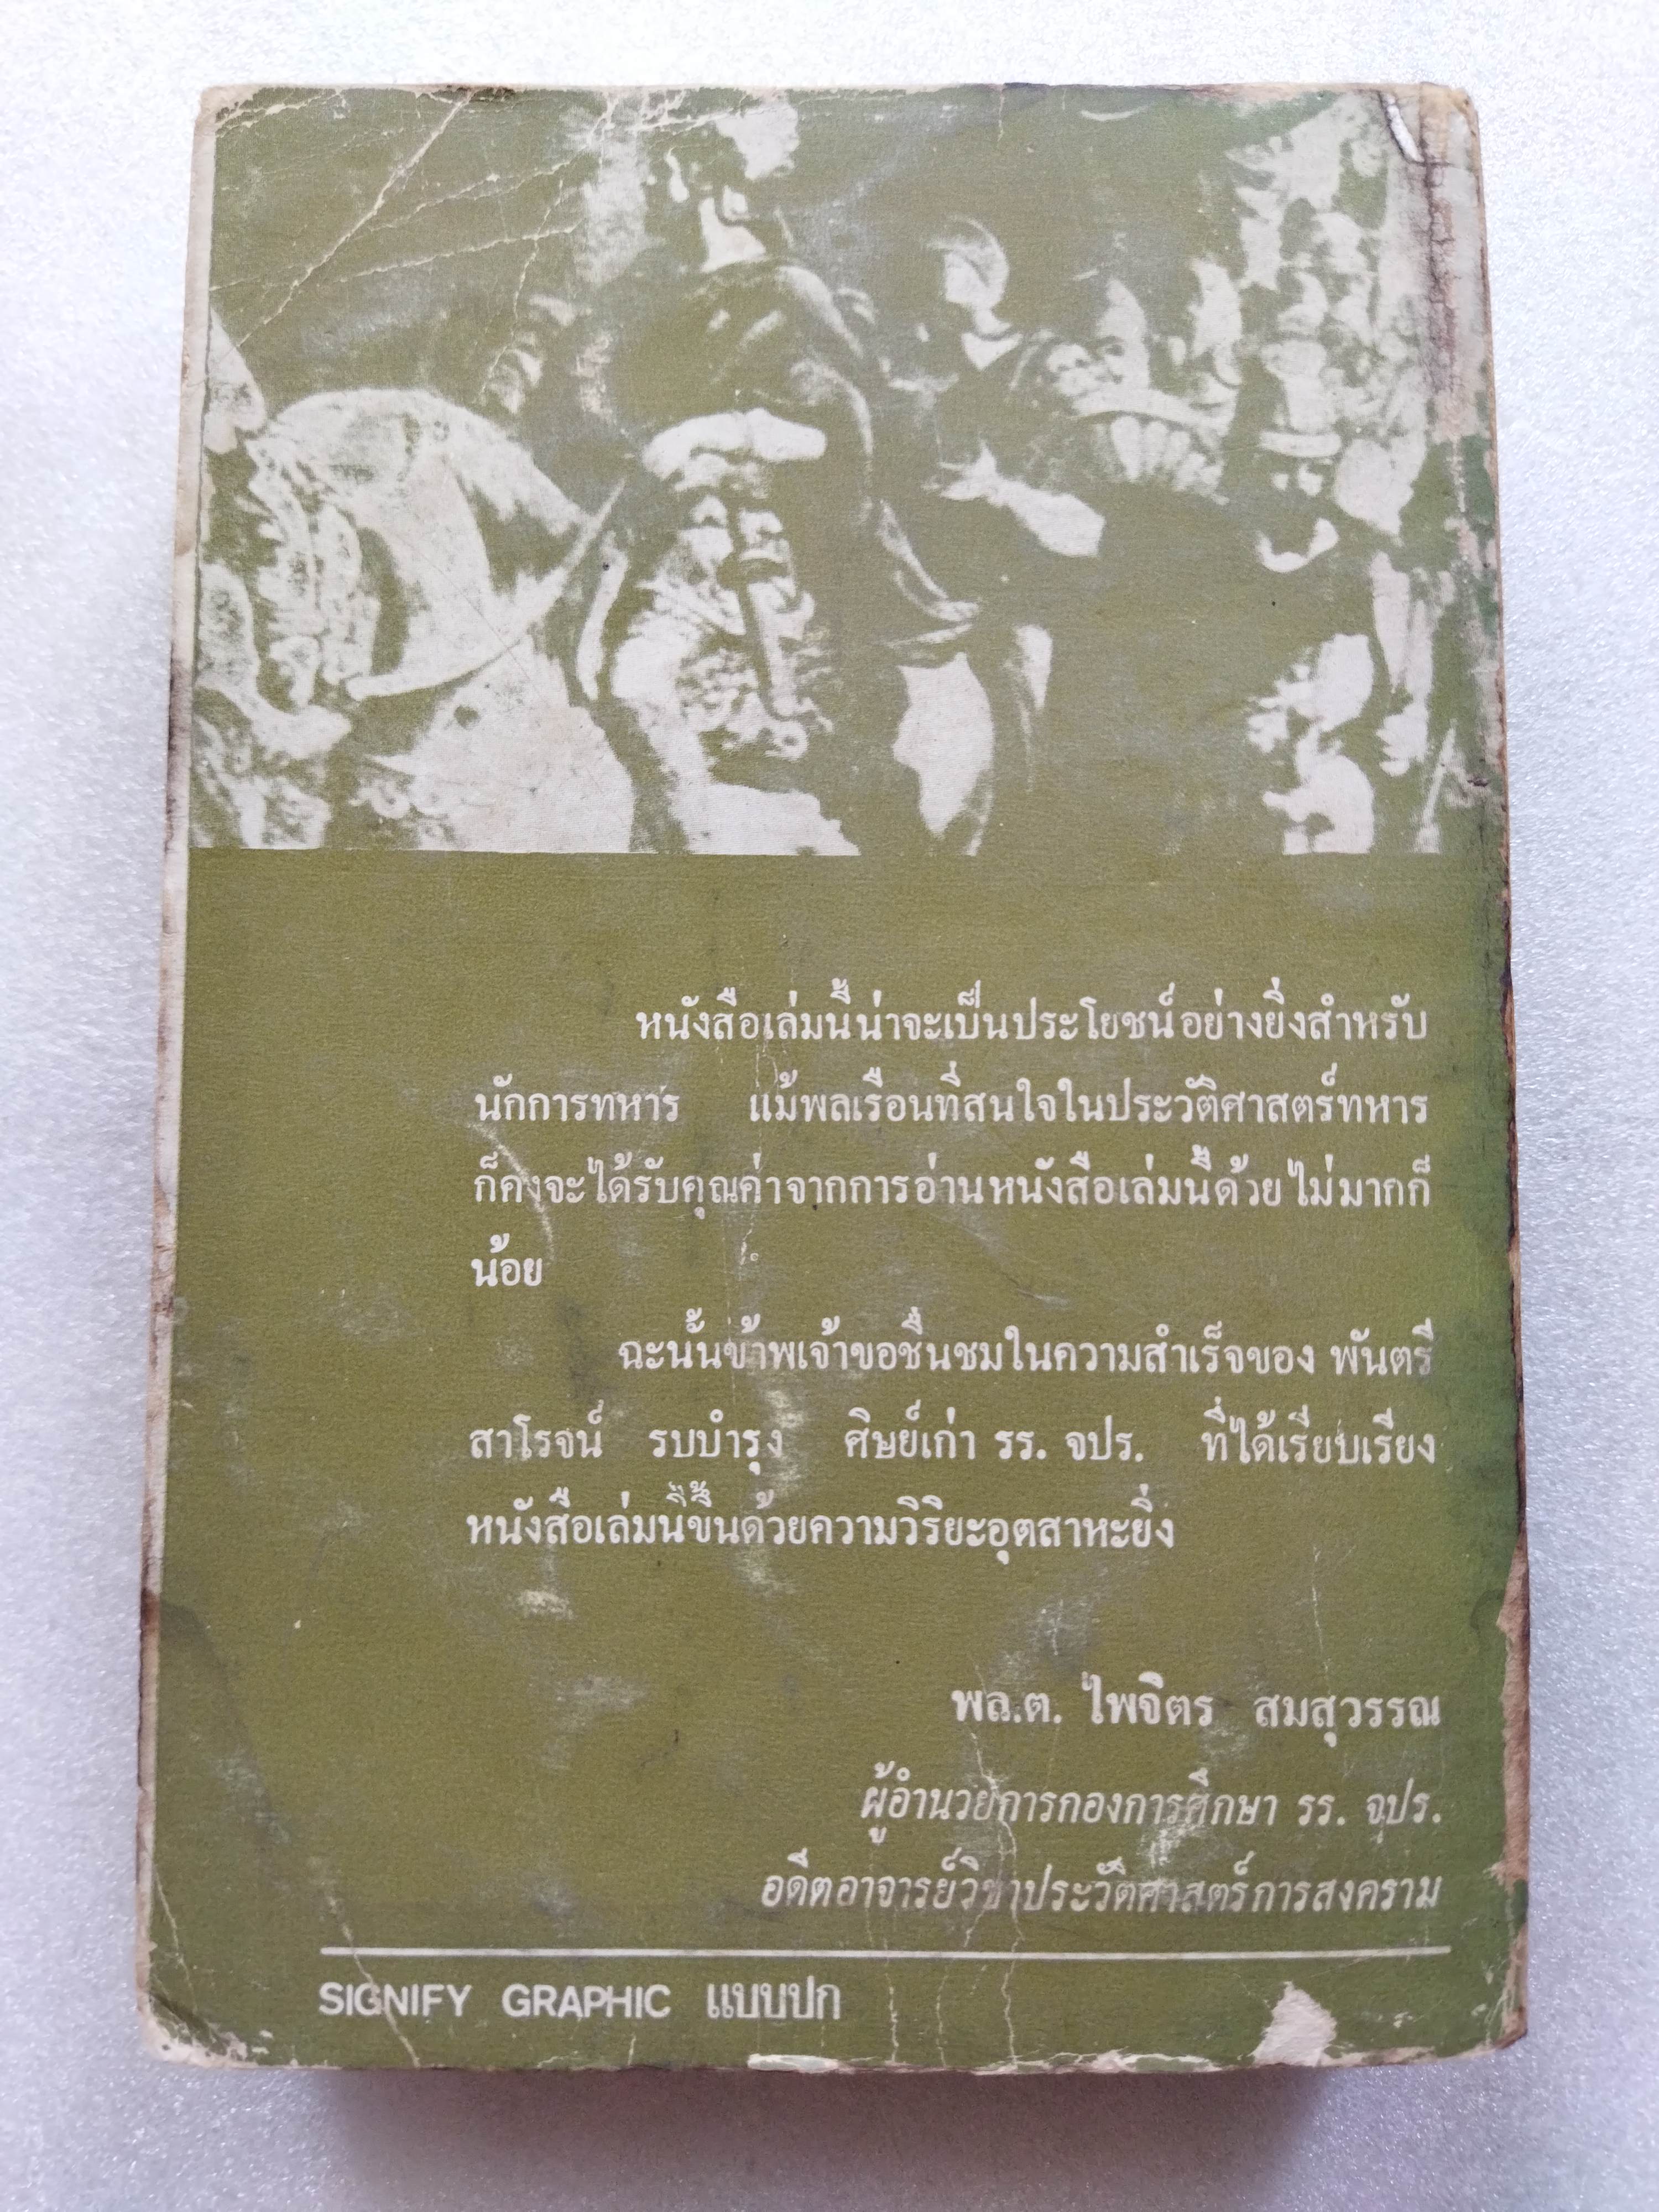 หนังสือเล่มนี้น่าจะเป็นประโยชน์อย่างยิ่งสำหรับ
นักการทหาร แม้พลเรือนที่สนใจในประวัติศาสตร์ทหาร
ก็คงจะได้รับคุณค่าจากการอ่านหนังสือเล่มนี้ด้วยไม่มากก็
น้อย
ฉะนั้นข้าพเจ้าขอชื่นชมในความสำเร็จของ พันตรี
สาโรจน์ รบบำรุง ศิษย์เก่า รร. จปร. ที่ได้เรียบเรียง
หนังสือเล่มนี้ขึ้นด้วยความวิริยะอุตสาหะยิ่ง
พล.ต. ไพจิตร สมสุวรรณ
ผู้อำนวยการกองการศึกษา รร. จปร.
อดีตอาจารย์วิชาประวัติศาสตร์การสงคราม
SIGNIFY GRAPHIC แบบปก